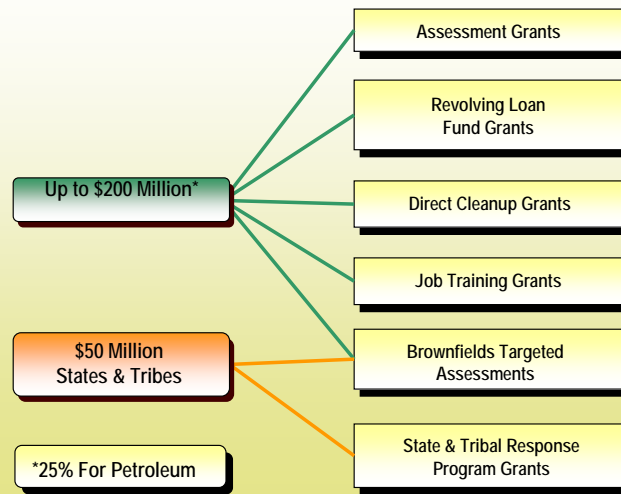 Assessment Grants
Revolving Loan
Fund Grants
Up to $200 Million*
Direct Cleanup Grants
Job Training Grants
$50 Million
States & Tribes
Brownfields Targeted
Assessments
State & Tribal Response
Program Grants
*25% For Petroleum